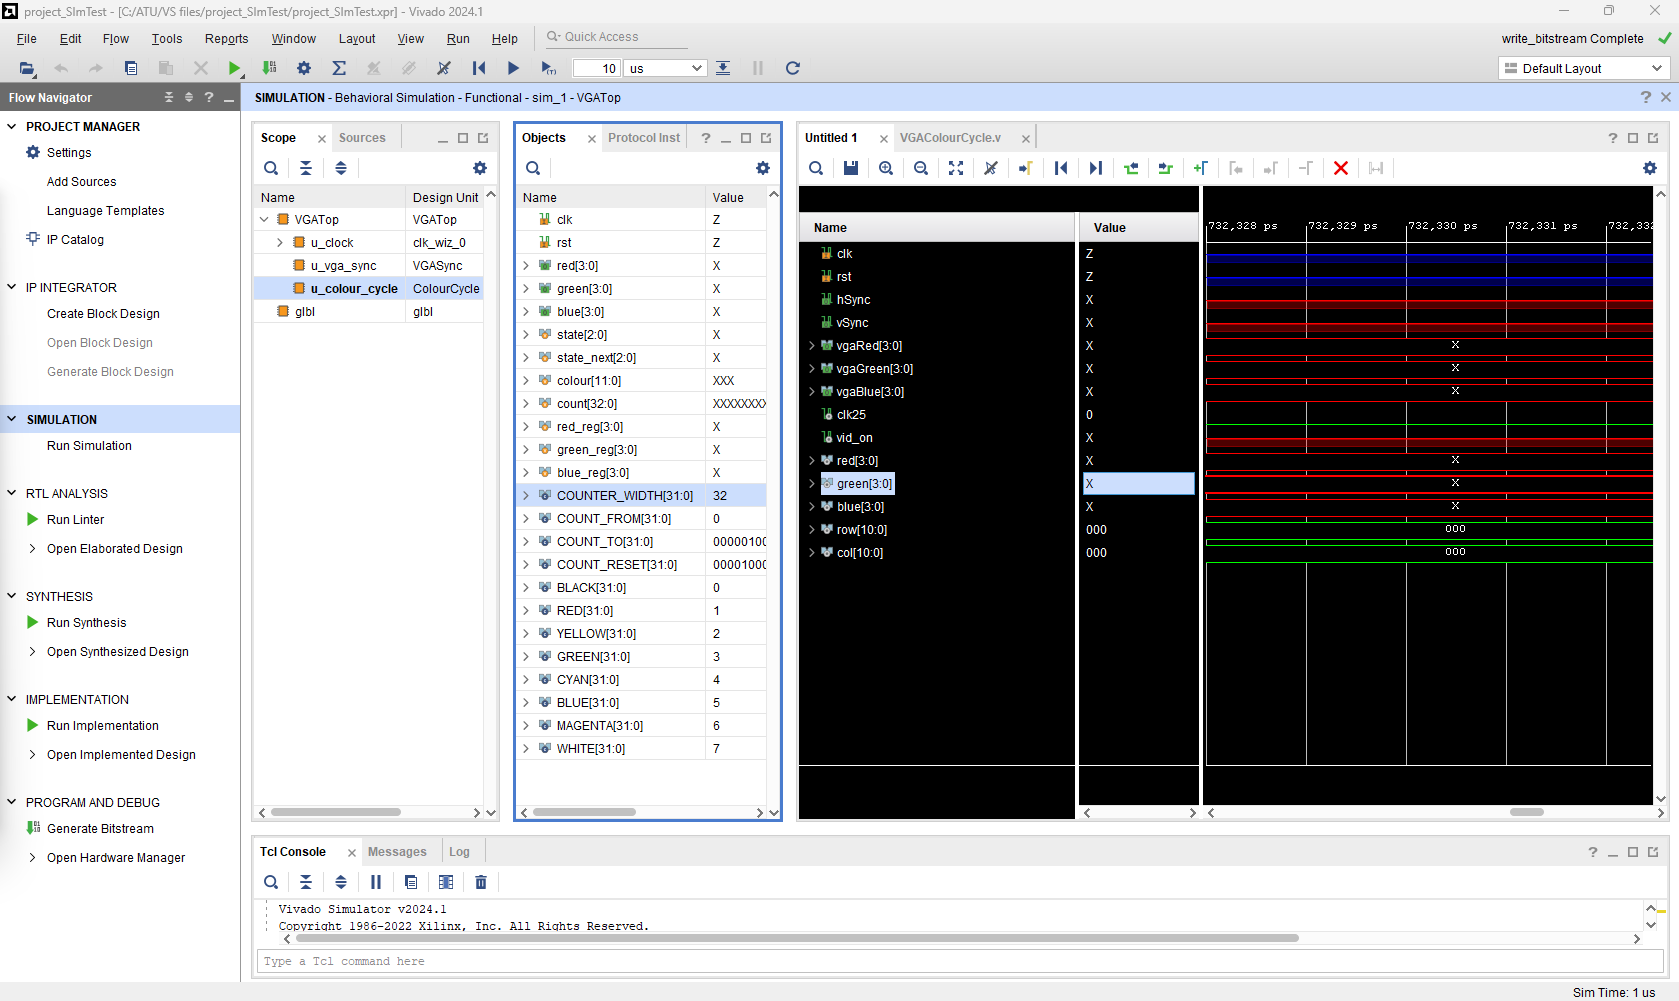 project_SImTest - [C:/ATU/VS files/project_SImTest/project_SImTest.xpr] - Vivado 2024.1
File Edit Flow Tools Reports Window Layout View Run Help Quick Access
write_bitstream Complete
10 us
Default Layout
Flow Navigator
SIMULATION - Behavioral Simulation - Functional - sim_1 - VGATop
PROJECT MANAGER
Settings
Add Sources
Language Templates
IP Catalog
IP INTEGRATOR
Create Block Design
Open Block Design
Generate Block Design
SIMULATION
Run Simulation
RTL ANALYSIS
Run Linter
Open Elaborated Design
SYNTHESIS
Run Synthesis
Open Synthesized Design
IMPLEMENTATION
Run Implementation
Open Implemented Design
PROGRAM AND DEBUG
Generate Bitstream
Open Hardware Manager
Scope Sources
Name Design Unit
VGATop VGATop
u_clock clk_wiz_0
u_vga_sync VGASync
u_colour_cycle ColourCycle
glbl glbl
Objects Protocol Inst
Name Value
clk Z
rst Z
red[3:0] X
green[3:0] X
blue[3:0] X
state[2:0] X
state_next[2:0] X
colour[11:0] XXX
count[32:0] XXXXXXXX
red_reg[3:0] X
green_reg[3:0] X
blue_reg[3:0] X
COUNTER_WIDTH[31:0] 32
COUNT_FROM[31:0] 0
COUNT_TO[31:0] 00000100
COUNT_RESET[31:0] 00001000
BLACK[31:0] 0
RED[31:0] 1
YELLOW[31:0] 2
GREEN[31:0] 3
CYAN[31:0] 4
BLUE[31:0] 5
MAGENTA[31:0] 6
WHITE[31:0] 7
Untitled 1 VGAColourCycle.v
Name Value
732,328 ps 732,329 ps 732,330 ps 732,331 ps 732,332
clk Z
rst Z
hSync X
vSync X
vgaRed[3:0] X X
vgaGreen[3:0] X X
vgaBlue[3:0] X X
clk25 0
vid_on X
red[3:0] X X
green[3:0] X X
blue[3:0] X X
row[10:0] 000 000
col[10:0] 000 000
Tcl Console Messages Log
Vivado Simulator v2024.1
Copyright 1986-2022 Xilinx, Inc. All Rights Reserved.
Type a Tcl command here
Sim Time: 1 us